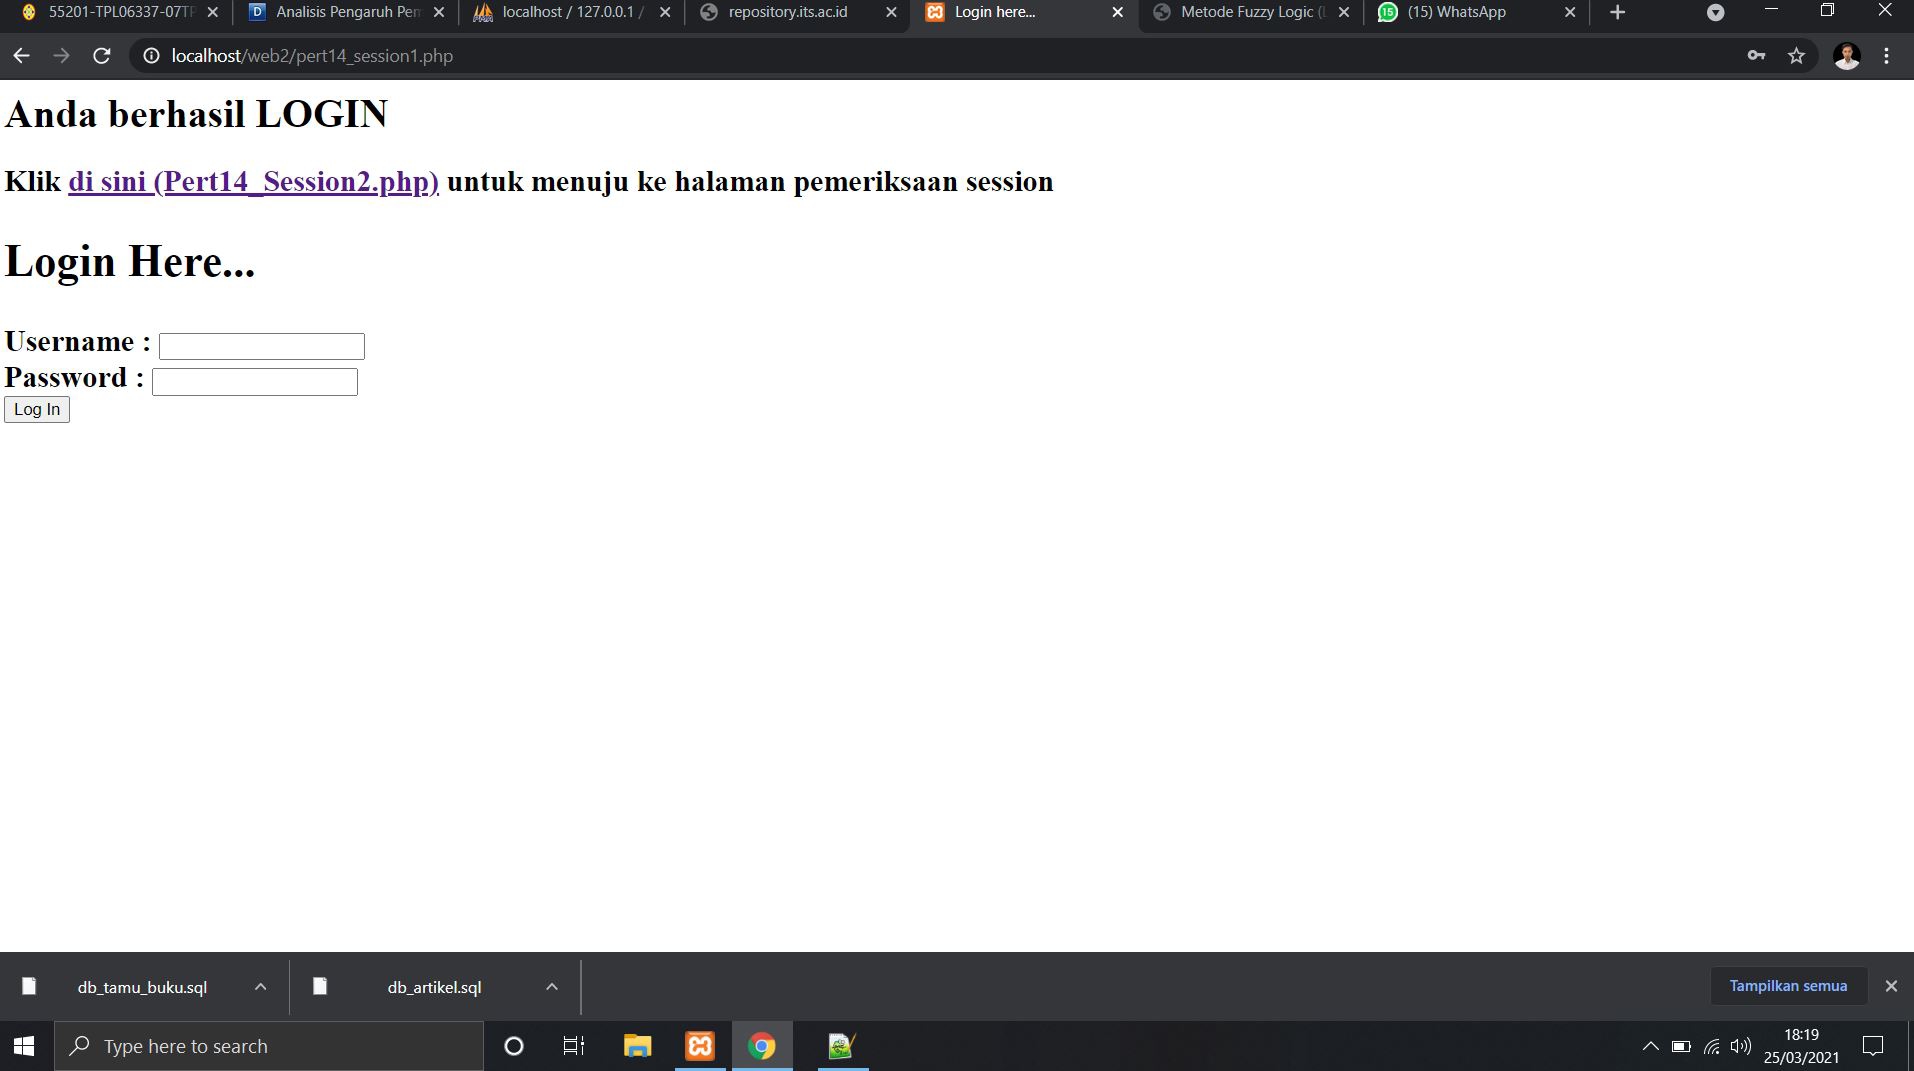 55201-TPL06337-07TP
Analisis Pengaruh Pem
localhost / 127.0.0.1 /
repository.its.ac.id
Login here...
Metode Fuzzy Logic (
15
(15) WhatsApp
localhost/web2/pert14_session1.php
Anda berhasil LOGIN
Klik di sini (Pert14_Session2.php) untuk menuju ke halaman pemeriksaan session
Login Here...
Username :
Password :
Log In
db_tamu_buku.sql
db_artikel.sql
Tampilkan semua
Type here to search
18:19
25/03/2021